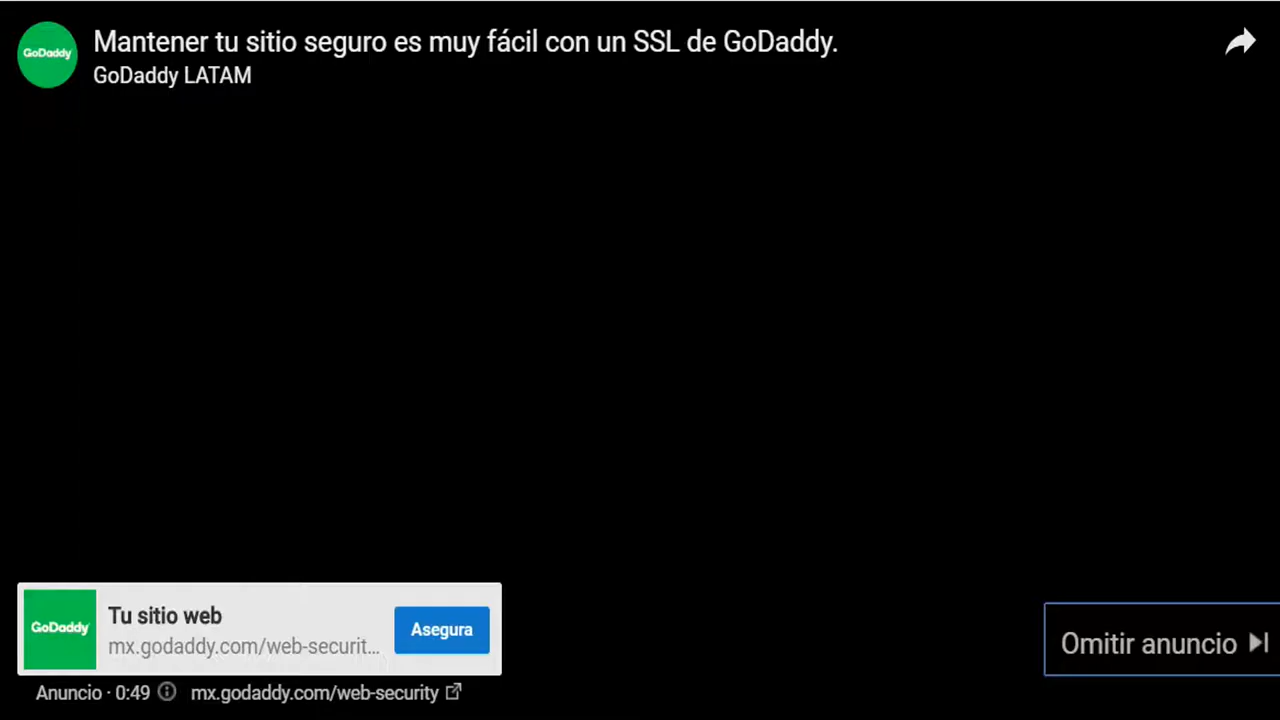 GoDaddy
Mantener tu sitio seguro es muy fácil con un SSL de GoDaddy.
GoDaddy LATAM
GoDaddy
Tu sitio web
mx.godaddy.com/web-securit...
Asegura
Omitir anuncio
Anuncio · 0:49
mx.godaddy.com/web-security